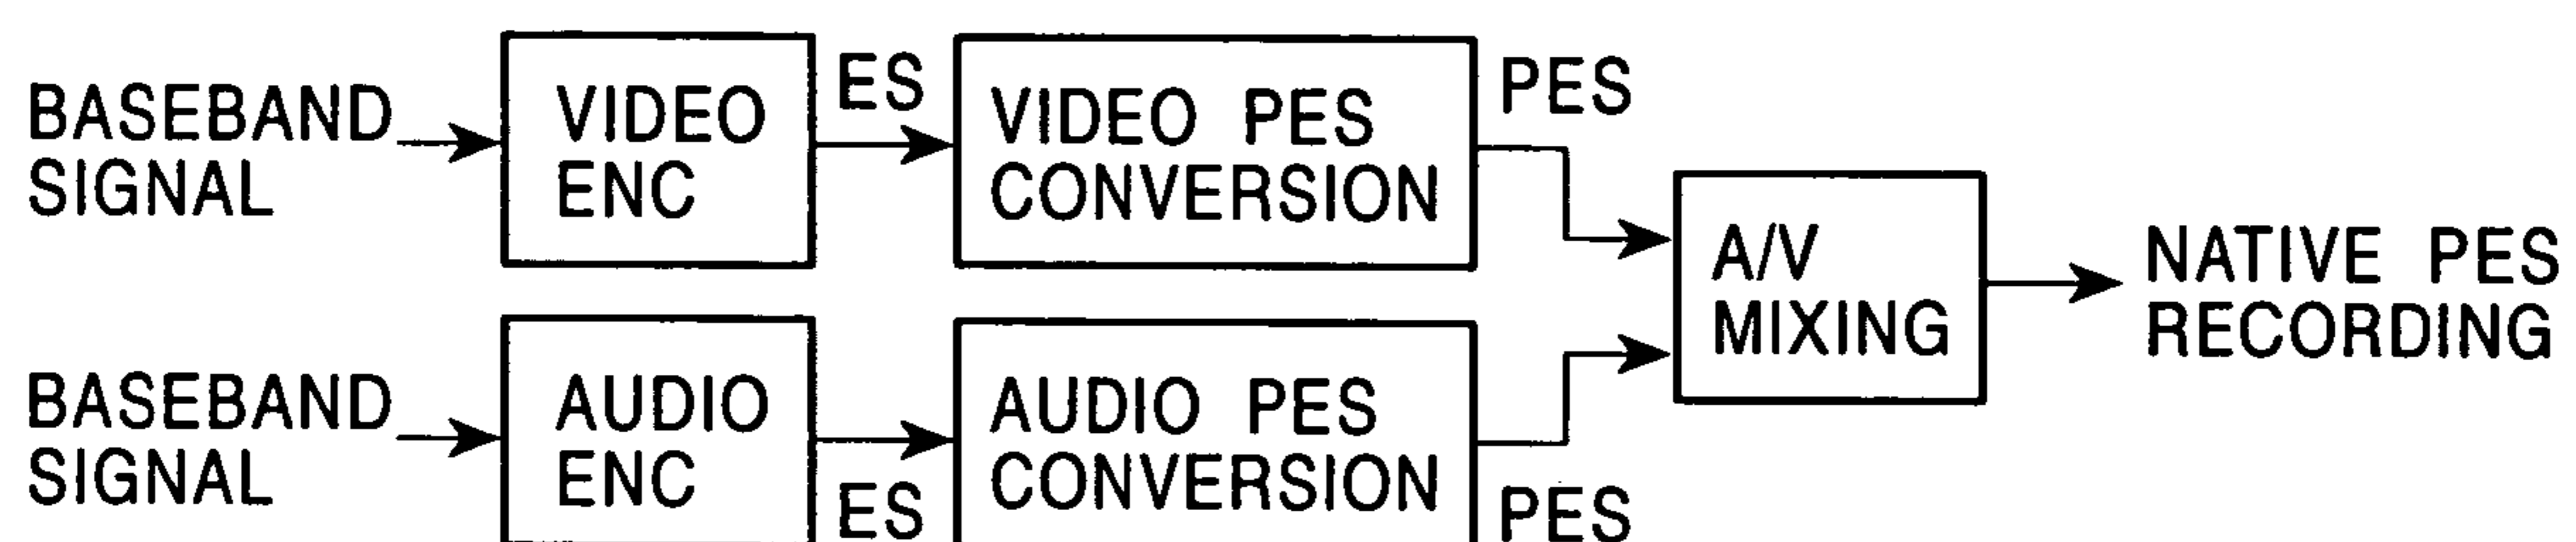 BASEBAND
SIGNAL
VIDEO
ENC
ES
VIDEO PES
CONVERSION
PES
BASEBAND
SIGNAL
AUDIO
ENC
ES
AUDIO PES
CONVERSION
PES
A/V
MIXING
NATIVE PES
RECORDING